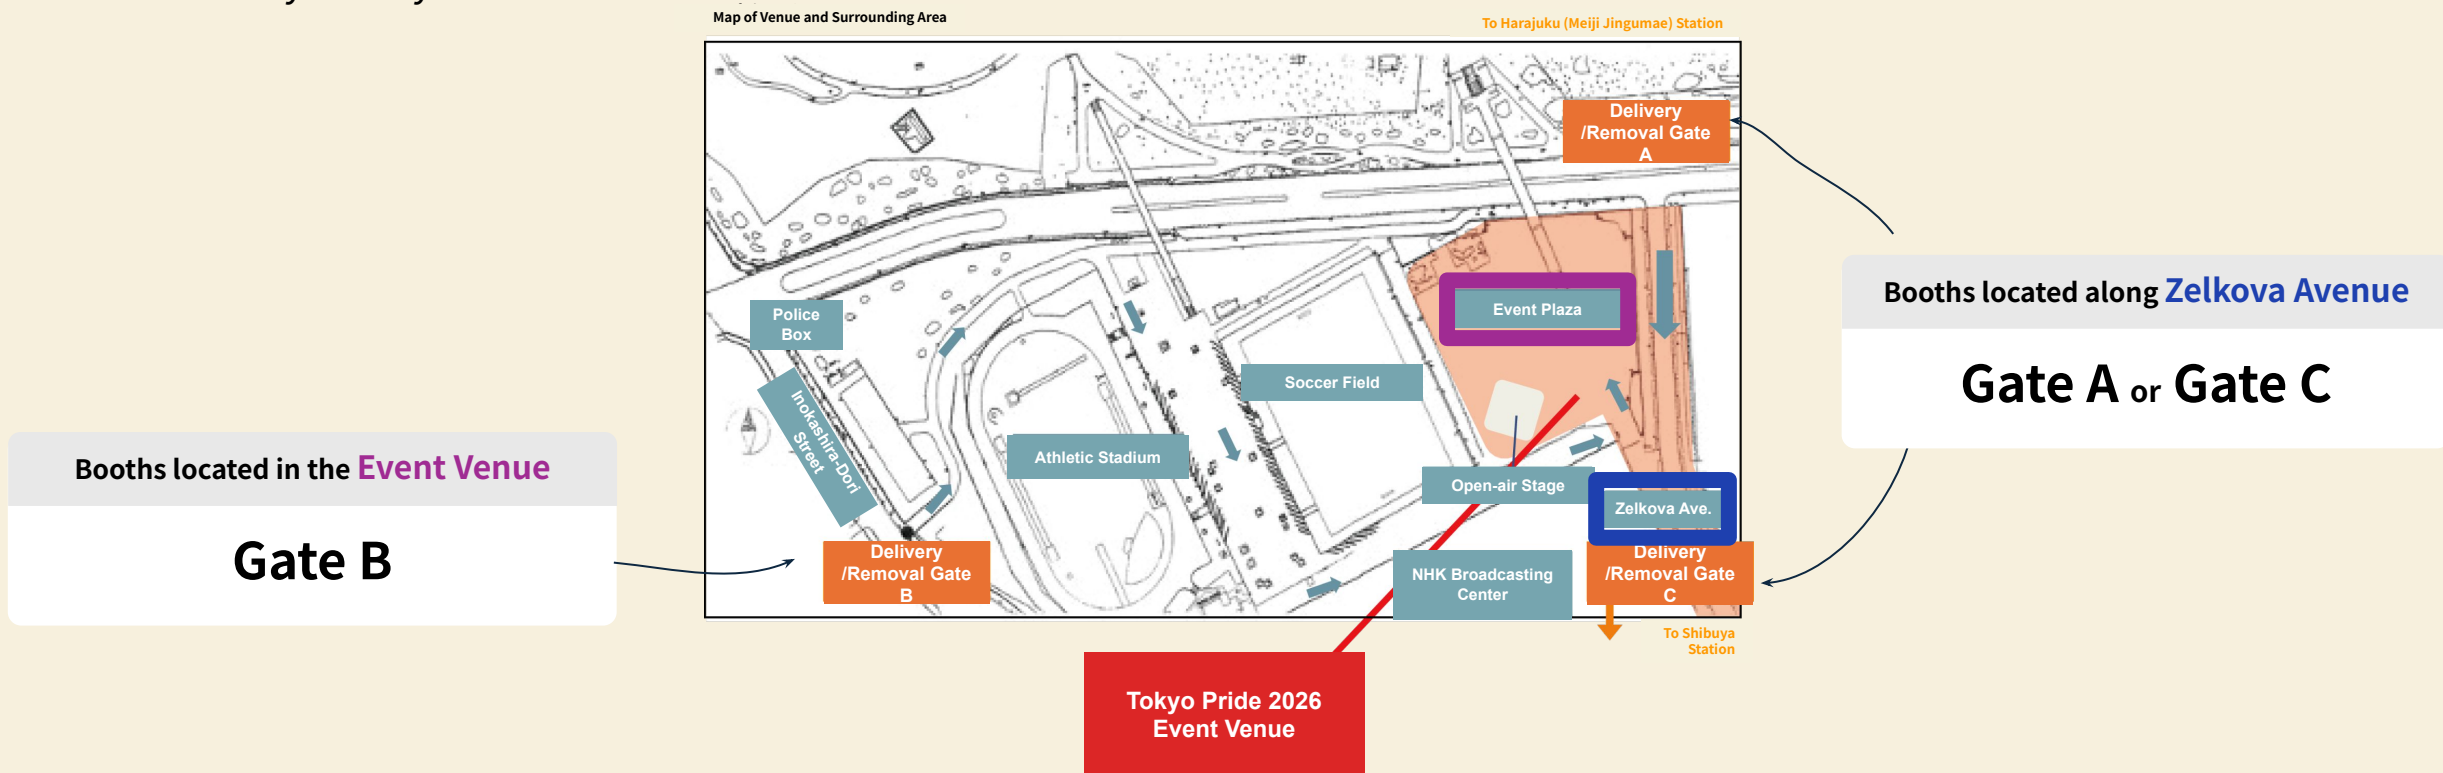 Map of Venue and Surrounding Area
To Harajuku (Meiji Jingumae) Station
Delivery
/Removal Gate
A
Booths located along Zelkova Avenue
Gate A or Gate C
Event Plaza
Police
Box
Soccer Field
Inokashira-Dori
Street
Athletic Stadium
Booths located in the Event Venue
Gate B
Open-air Stage
Zelkova Ave.
Delivery
/Removal Gate
B
NHK Broadcasting
Center
Delivery
/Removal Gate
C
To Shibuya
Station
Tokyo Pride 2026
Event Venue